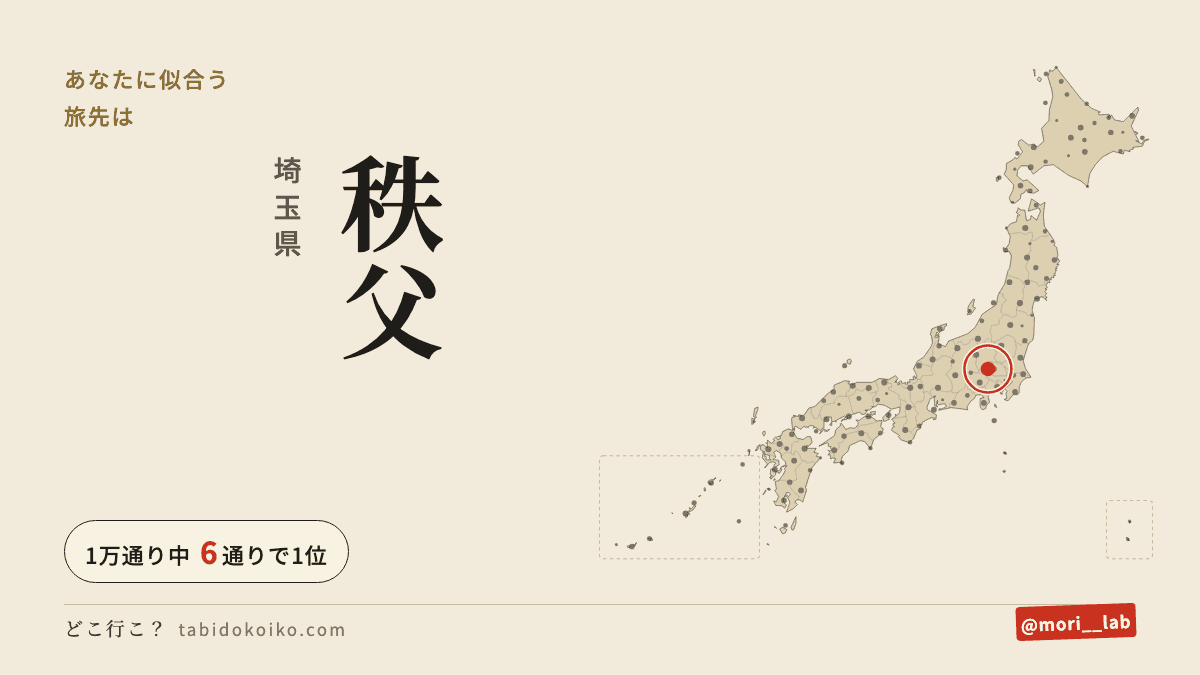 あなたに似合う
旅先は
秩父
埼玉県
1万通り中 6通りで1位
どこ行こ？ tabidokoiko.com
@mori__lab